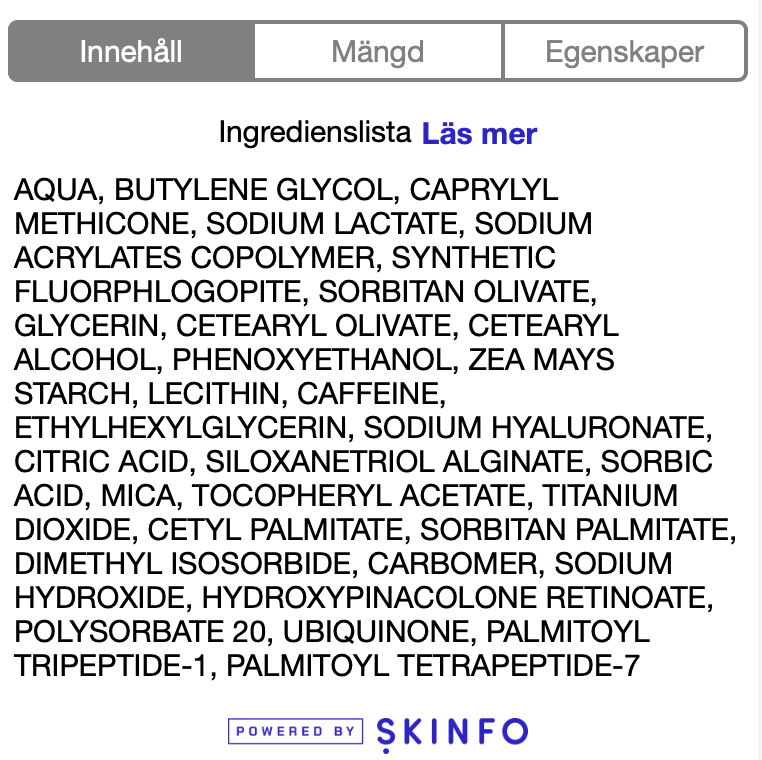 Innehåll Mängd Egenskaper
Ingredienslista Läs mer
AQUA, BUTYLENE GLYCOL, CAPRYLYL
METHICONE, SODIUM LACTATE, SODIUM
ACRYLATES COPOLYMER, SYNTHETIC
FLUORPHLOGOPITE, SORBITAN OLIVATE,
GLYCERIN, CETEARYL OLIVATE, CETEARYL
ALCOHOL, PHENOXYETHANOL, ZEA MAYS
STARCH, LECITHIN, CAFFEINE,
ETHYLHEXYLGLYCERIN, SODIUM HYALURONATE,
CITRIC ACID, SILOXANETRIOL ALGINATE, SORBIC
ACID, MICA, TOCOPHERYL ACETATE, TITANIUM
DIOXIDE, CETYL PALMITATE, SORBITAN PALMITATE,
DIMETHYL ISOSORBIDE, CARBOMER, SODIUM
HYDROXIDE, HYDROXYPINACOLONE RETINOATE,
POLYSORBATE 20, UBIQUINONE, PALMITOYL
TRIPEPTIDE-1, PALMITOYL TETRAPEPTIDE-7
POWERED BY SKINFO